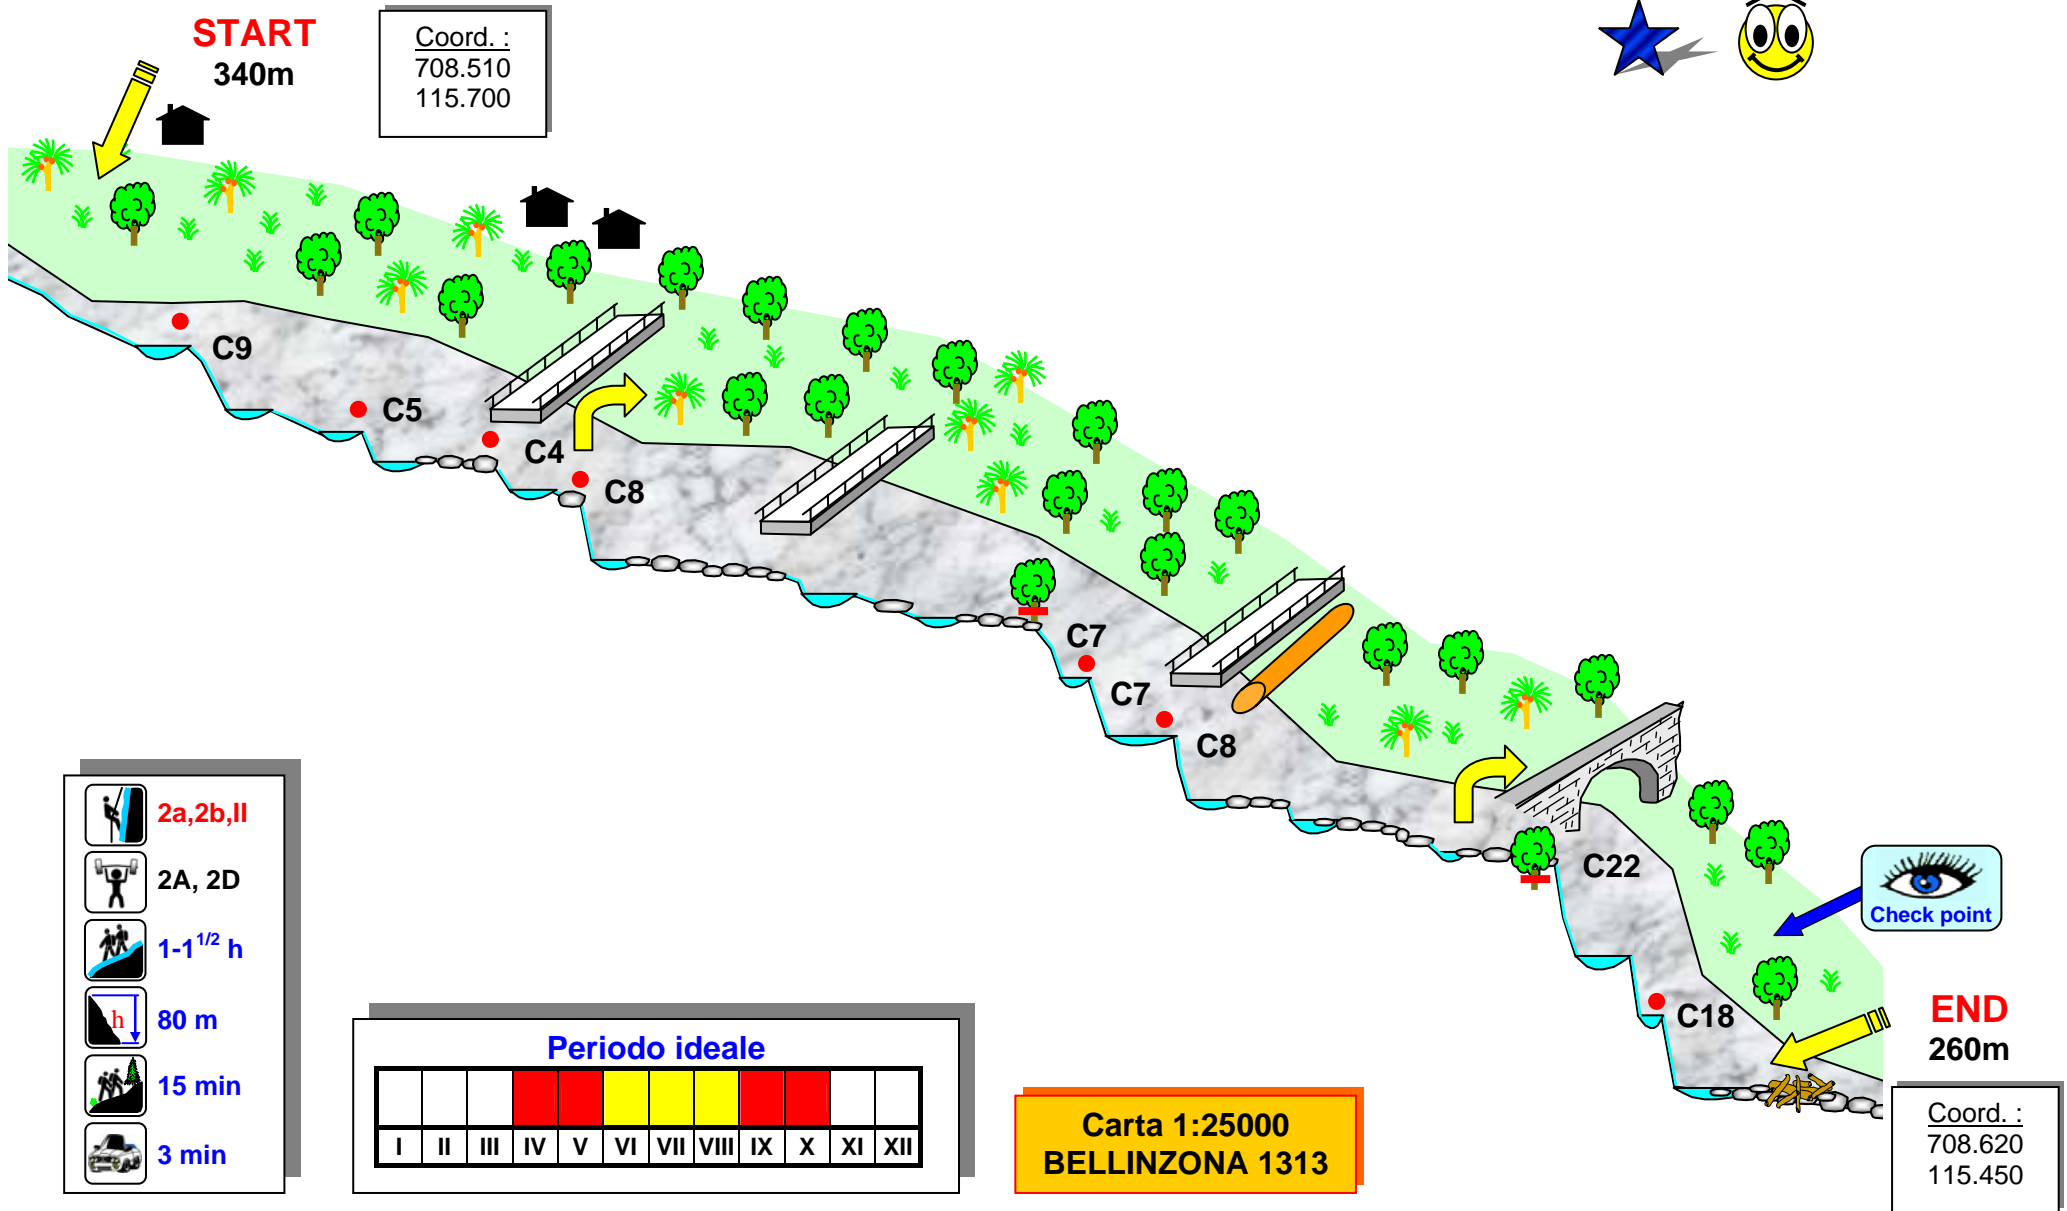 START
340m
Coord. :
708.510
115.700
C9
C5
C4
C8
C7
C7
C8
C22
C18
Check point
END
260m
Coord. :
708.620
115.450
2a,2b,II
2A, 2D
1-1 1/2 h
h
80 m
15 min
3 min
Periodo ideale
I II III IV V VI VII VIII IX X XI XII
Carta 1:25000
BELLINZONA 1313